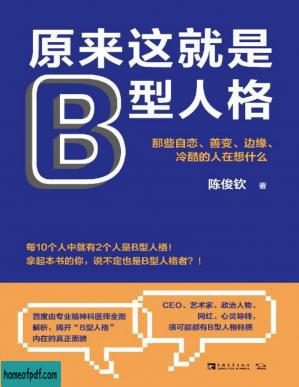 原来这就是
B型人格
那些自恋、善变、边缘、
冷酷的人在想什么
陈俊钦 著
每10个人中就有2个人是B型人格!
拿起本书的你,说不定也是B型人格者?!
首度由专业精神科医师全面
解析,揭开“B型人格”
内在的真正面貌
CEO、艺术家、政治人物、
网红、心灵导师,
很可能都有B型人格特质
homeofpdf.com